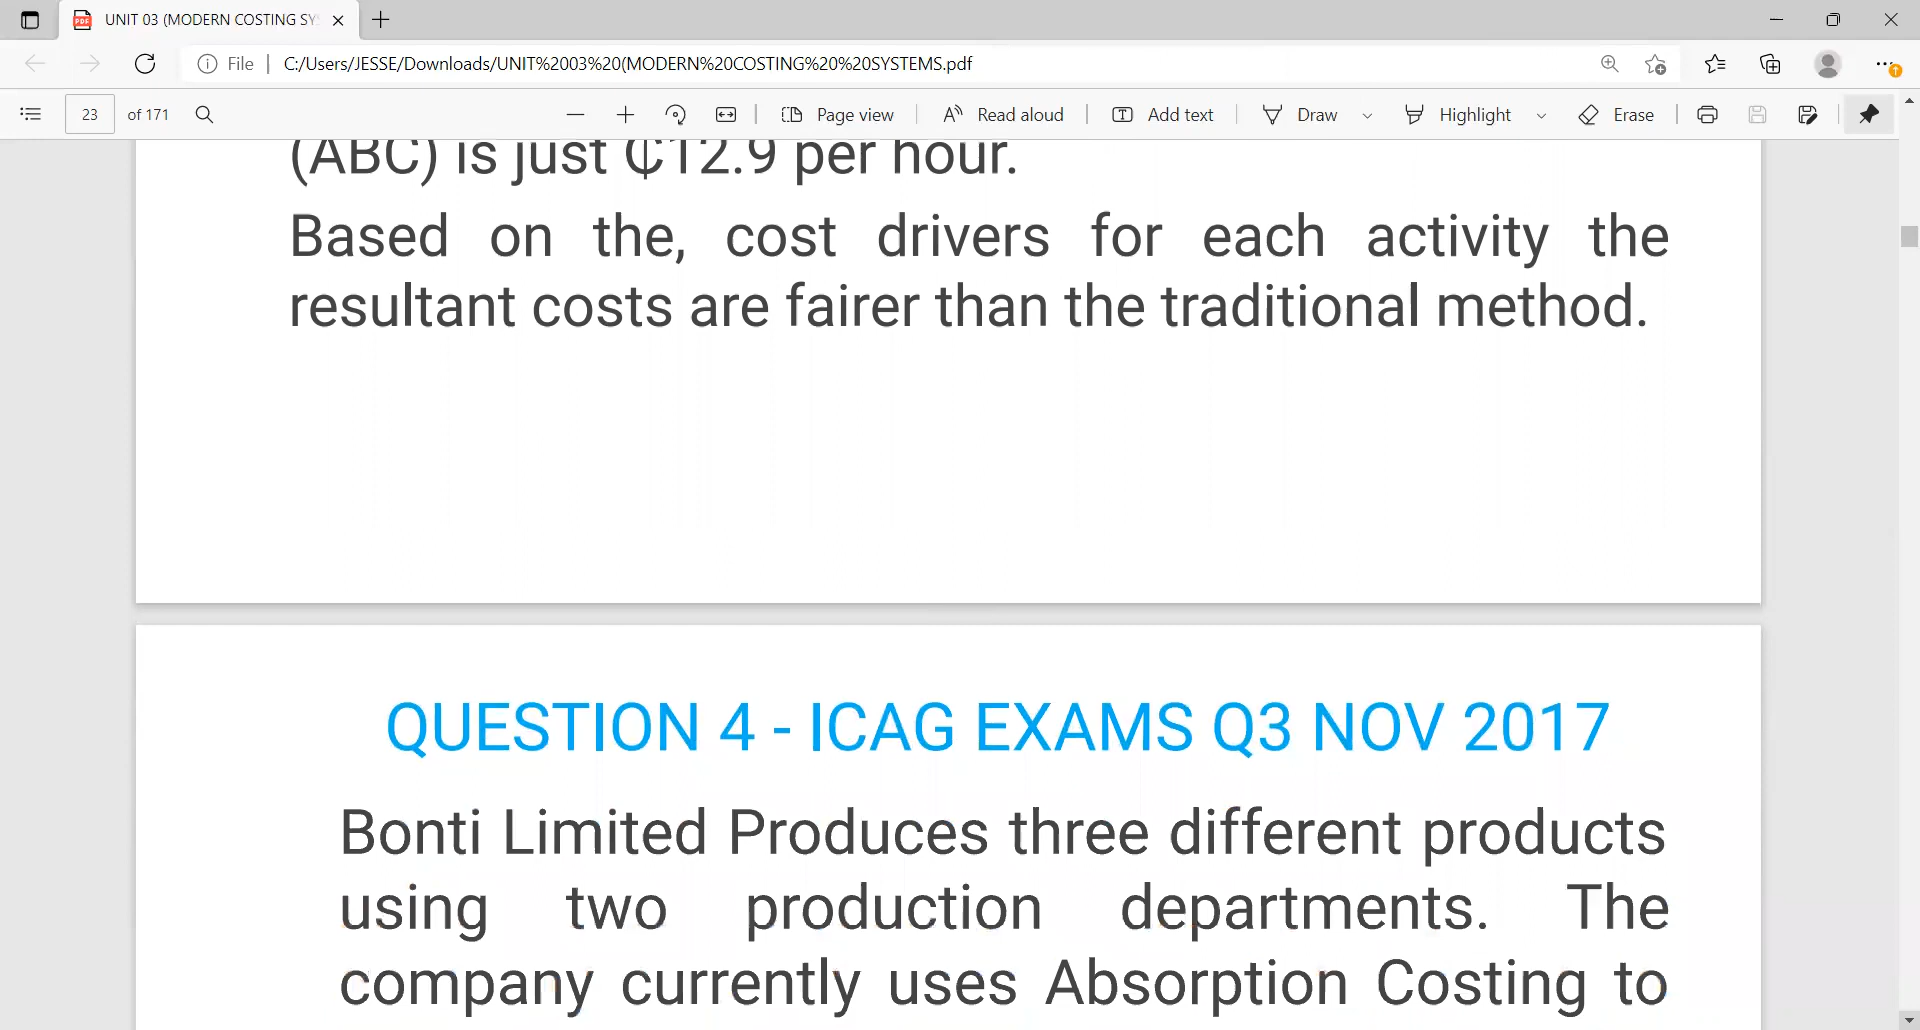 UNIT 03 (MODERN COSTING SY
File
C:/Users/JESSE/Downloads/UNIT%2003%20(MODERN%20COSTING%20%20SYSTEMS.pdf
23 of 171
Page view
Read aloud
Add text
Draw
Highlight
Erase
(ABC) is just ₵12.9 per hour.
Based on the, cost drivers for each activity the
resultant costs are fairer than the traditional method.
QUESTION 4 - ICAG EXAMS Q3 NOV 2017
Bonti Limited Produces three different products
using two production departments. The
company currently uses Absorption Costing to